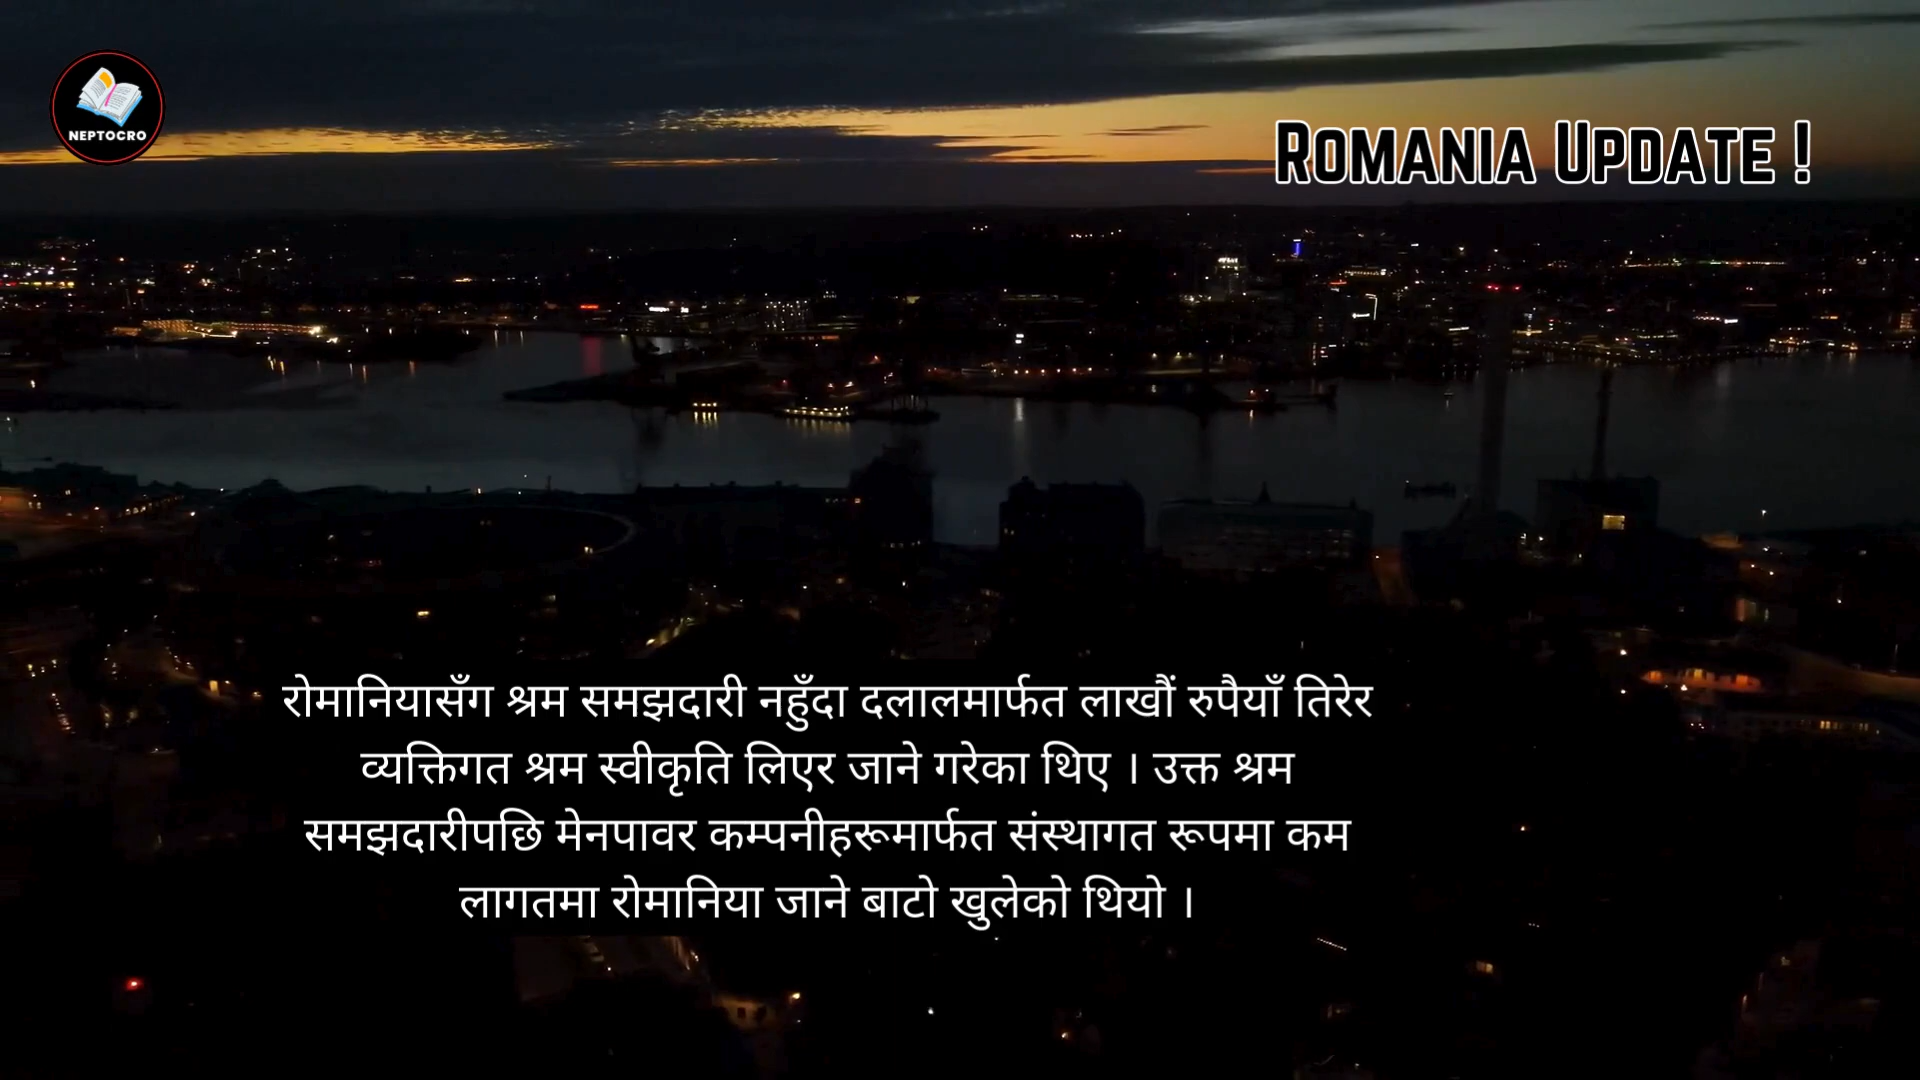 NEPTOCRO
ROMANIA UPDATE !
रोमानियासँग श्रम समझदारी नहुँदा दलालमार्फत लाखौं रुपैयाँ तिरेर
व्यक्तिगत श्रम स्वीकृति लिएर जाने गरेका थिए । उक्त श्रम
समझदारीपछि मेनपावर कम्पनीहरूमार्फत संस्थागत रूपमा कम
लागतमा रोमानिया जाने बाटो खुलेको थियो ।